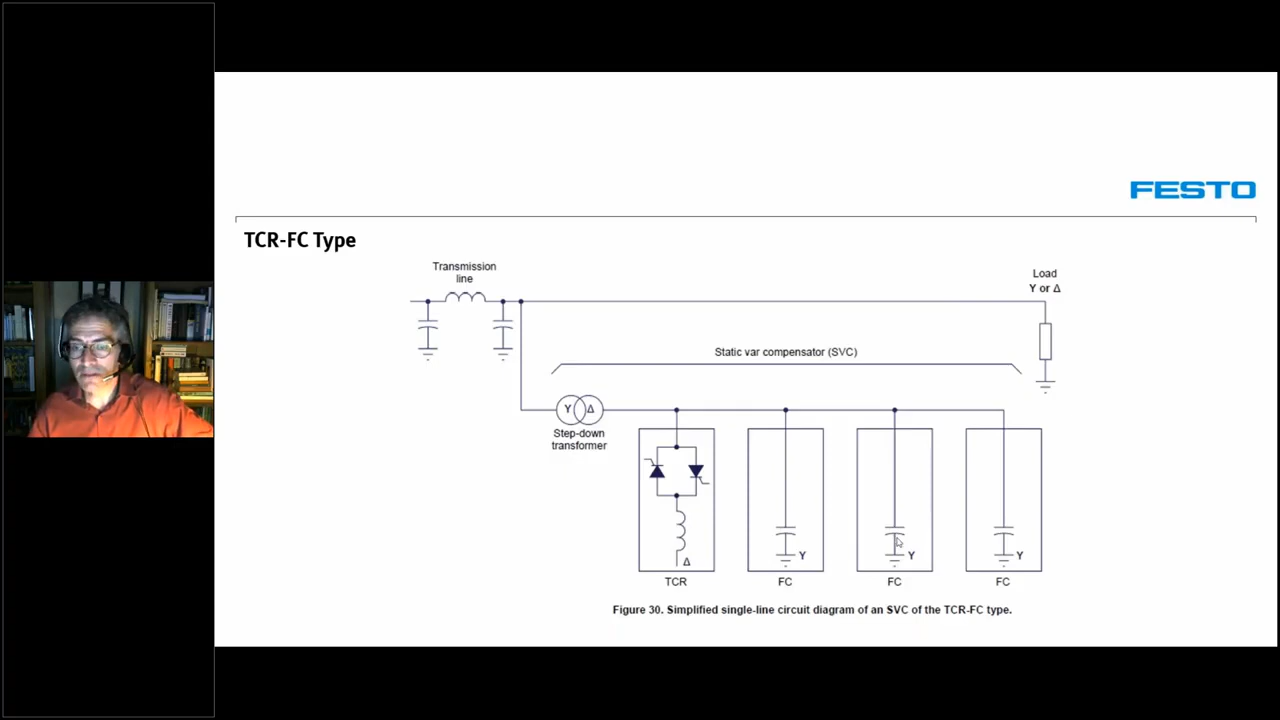 FESTO
TCR-FC Type
Transmission
line
Load
Y or Δ
Static var compensator (SVC)
Y Δ
Step-down
transformer
Δ
Y
Y
Y
TCR
FC
FC
FC
Figure 30. Simplified single-line circuit diagram of an SVC of the TCR-FC type.